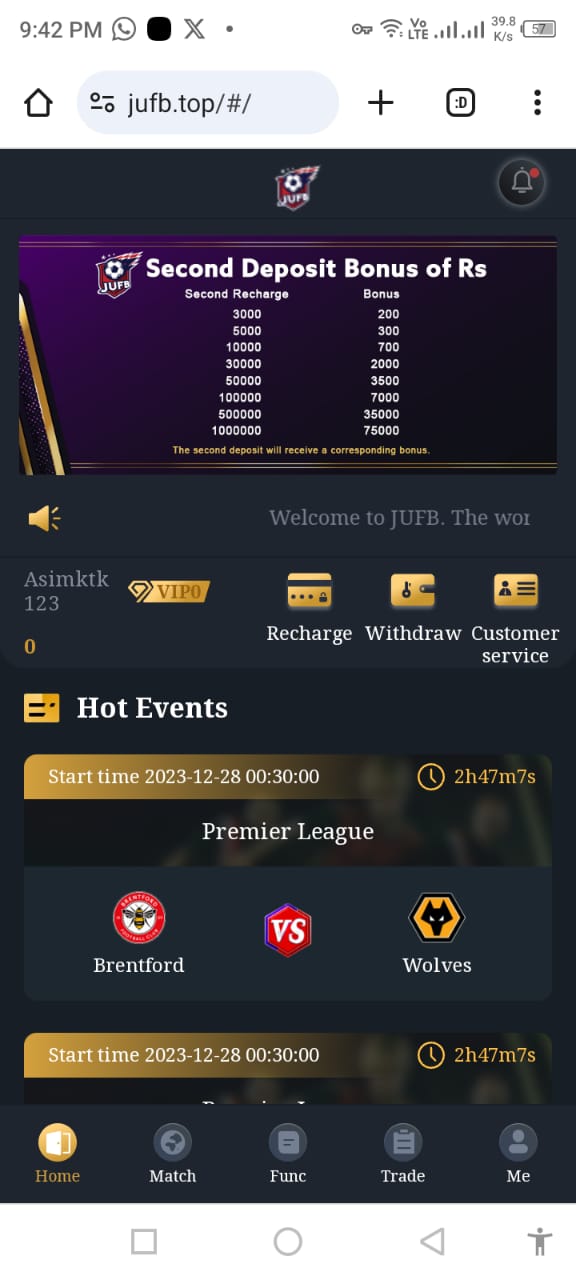 9:42 PM
Vo
LTE
39.8
K/s
57
jufb.top/#/
:D
JUFB
JUFB
Second Deposit Bonus of Rs
Second Recharge Bonus
3000 200
5000 300
10000 700
30000 2000
50000 3500
100000 7000
500000 35000
1000000 75000
The second deposit will receive a corresponding bonus.
Welcome to JUFB. The wor
Asimktk
123
VIP0
0
Recharge Withdraw Customer
service
Hot Events
Start time 2023-12-28 00:30:00 2h47m7s
Premier League
BRENTFORD
FOOTBALL CLUB
VS
Brentford Wolves
Start time 2023-12-28 00:30:00 2h47m7s
Home Match Func Trade Me